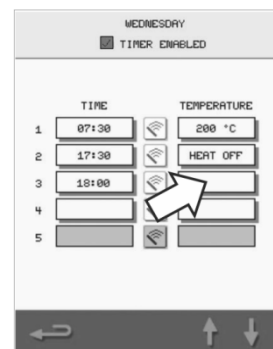 WEDNESDAY
TIMER ENABLED
TIME TEMPERATURE
1 07:30 200 °C
2 17:30 HEAT OFF
3 18:00
4
5